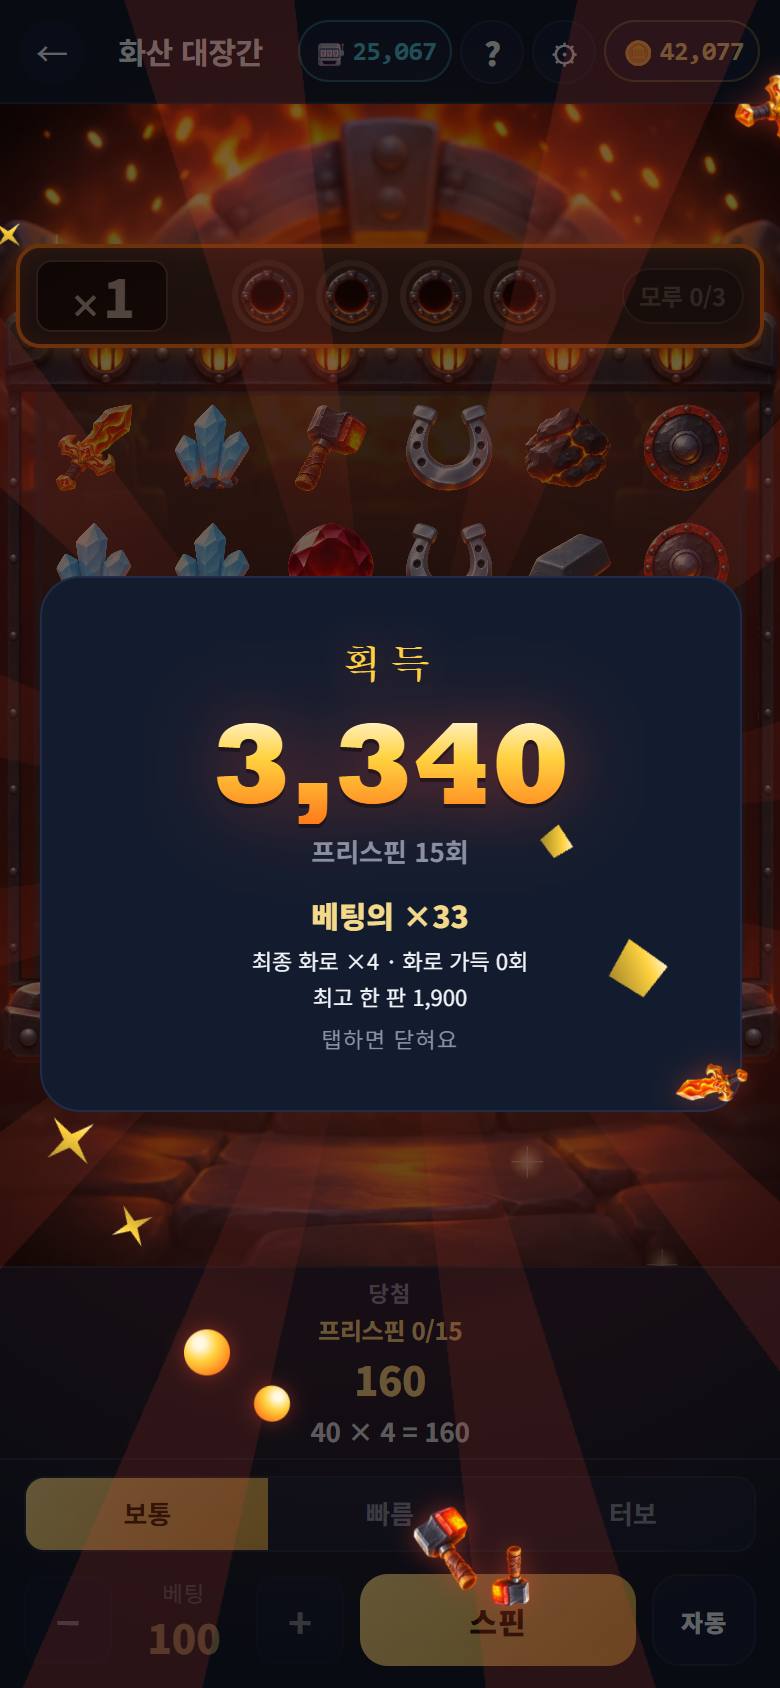 ← 화산 대장간 25,067 ? 42,077
×1 모루 0/3
획득
3,340
프리스핀 15회
베팅의 ×33
최종 화로 ×4 · 화로 가득 0회
최고 한 판 1,900
탭하면 닫혀요
당첨
프리스핀 0/15
160
40 × 4 = 160
보통 빠름 터보
베팅
− 100 + 스핀 자동